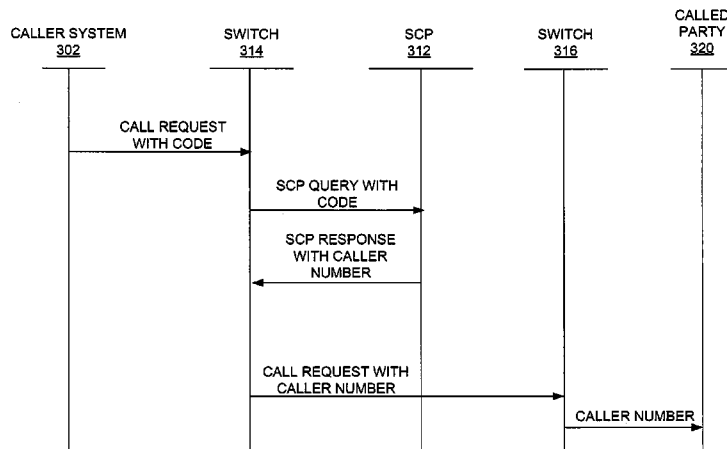 CALLER SYSTEM
302
SWITCH
314
SCP
312
SWITCH
316
CALLED
PARTY
320
CALL REQUEST
WITH CODE
SCP QUERY WITH
CODE
SCP RESPONSE
WITH CALLER
NUMBER
CALL REQUEST WITH
CALLER NUMBER
CALLER NUMBER